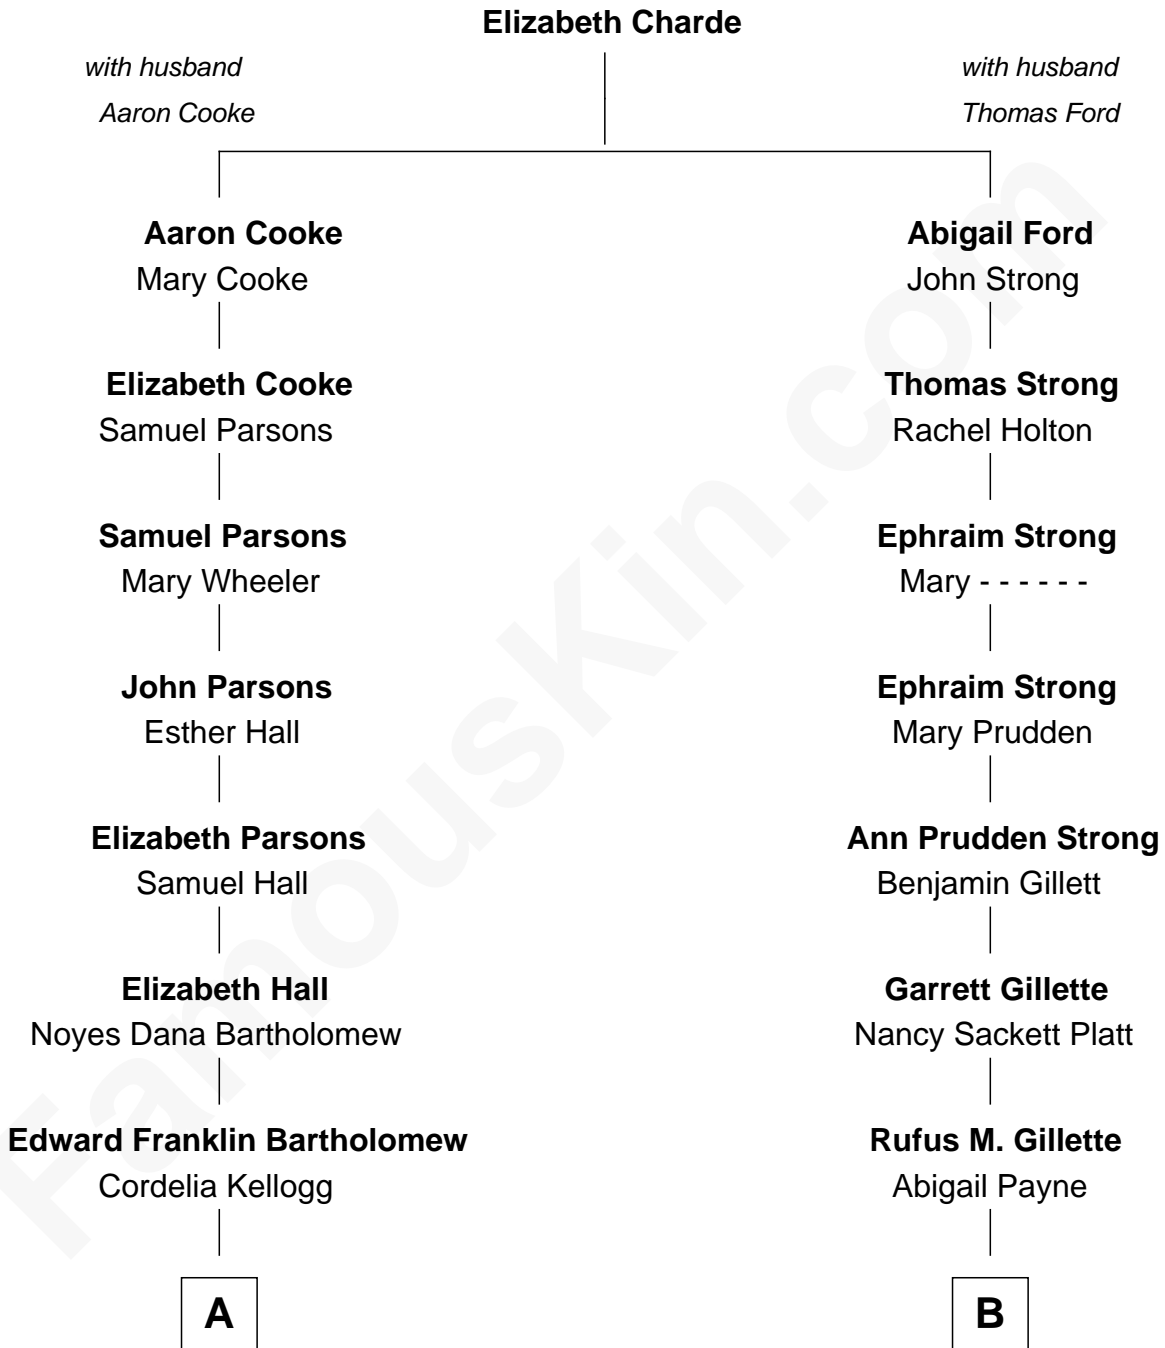 Elizabeth Charde
with husband
Aaron Cooke
with husband
Thomas Ford
Aaron Cooke
Mary Cooke
Abigail Ford
John Strong
Elizabeth Cooke
Samuel Parsons
Thomas Strong
Rachel Holton
Samuel Parsons
Mary Wheeler
Ephraim Strong
Mary - - - - - -
John Parsons
Esther Hall
Ephraim Strong
Mary Prudden
Elizabeth Parsons
Samuel Hall
Ann Prudden Strong
Benjamin Gillett
Elizabeth Hall
Noyes Dana Bartholomew
Garrett Gillette
Nancy Sackett Platt
Edward Franklin Bartholomew
Cordelia Kellogg
Rufus M. Gillette
Abigail Payne
A
B
FamousKin.com